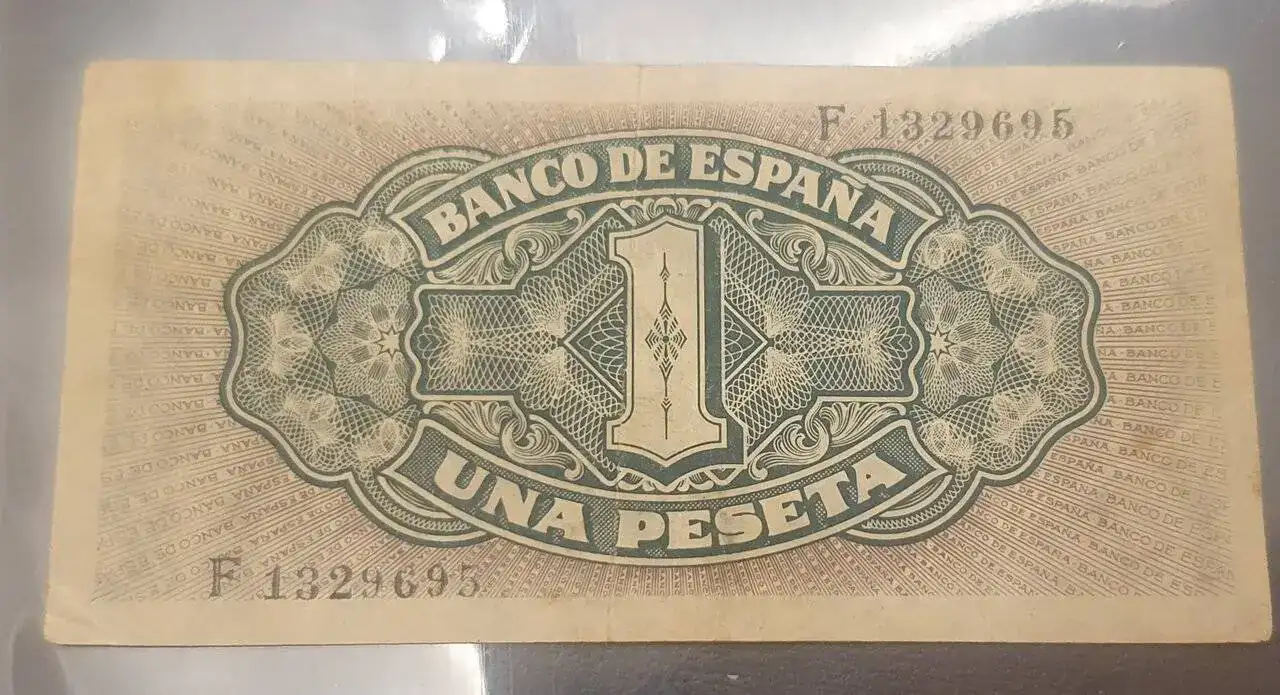 F 1329695
BANCO DE ESPAÑA
1
UNA PESETA
F 1329695